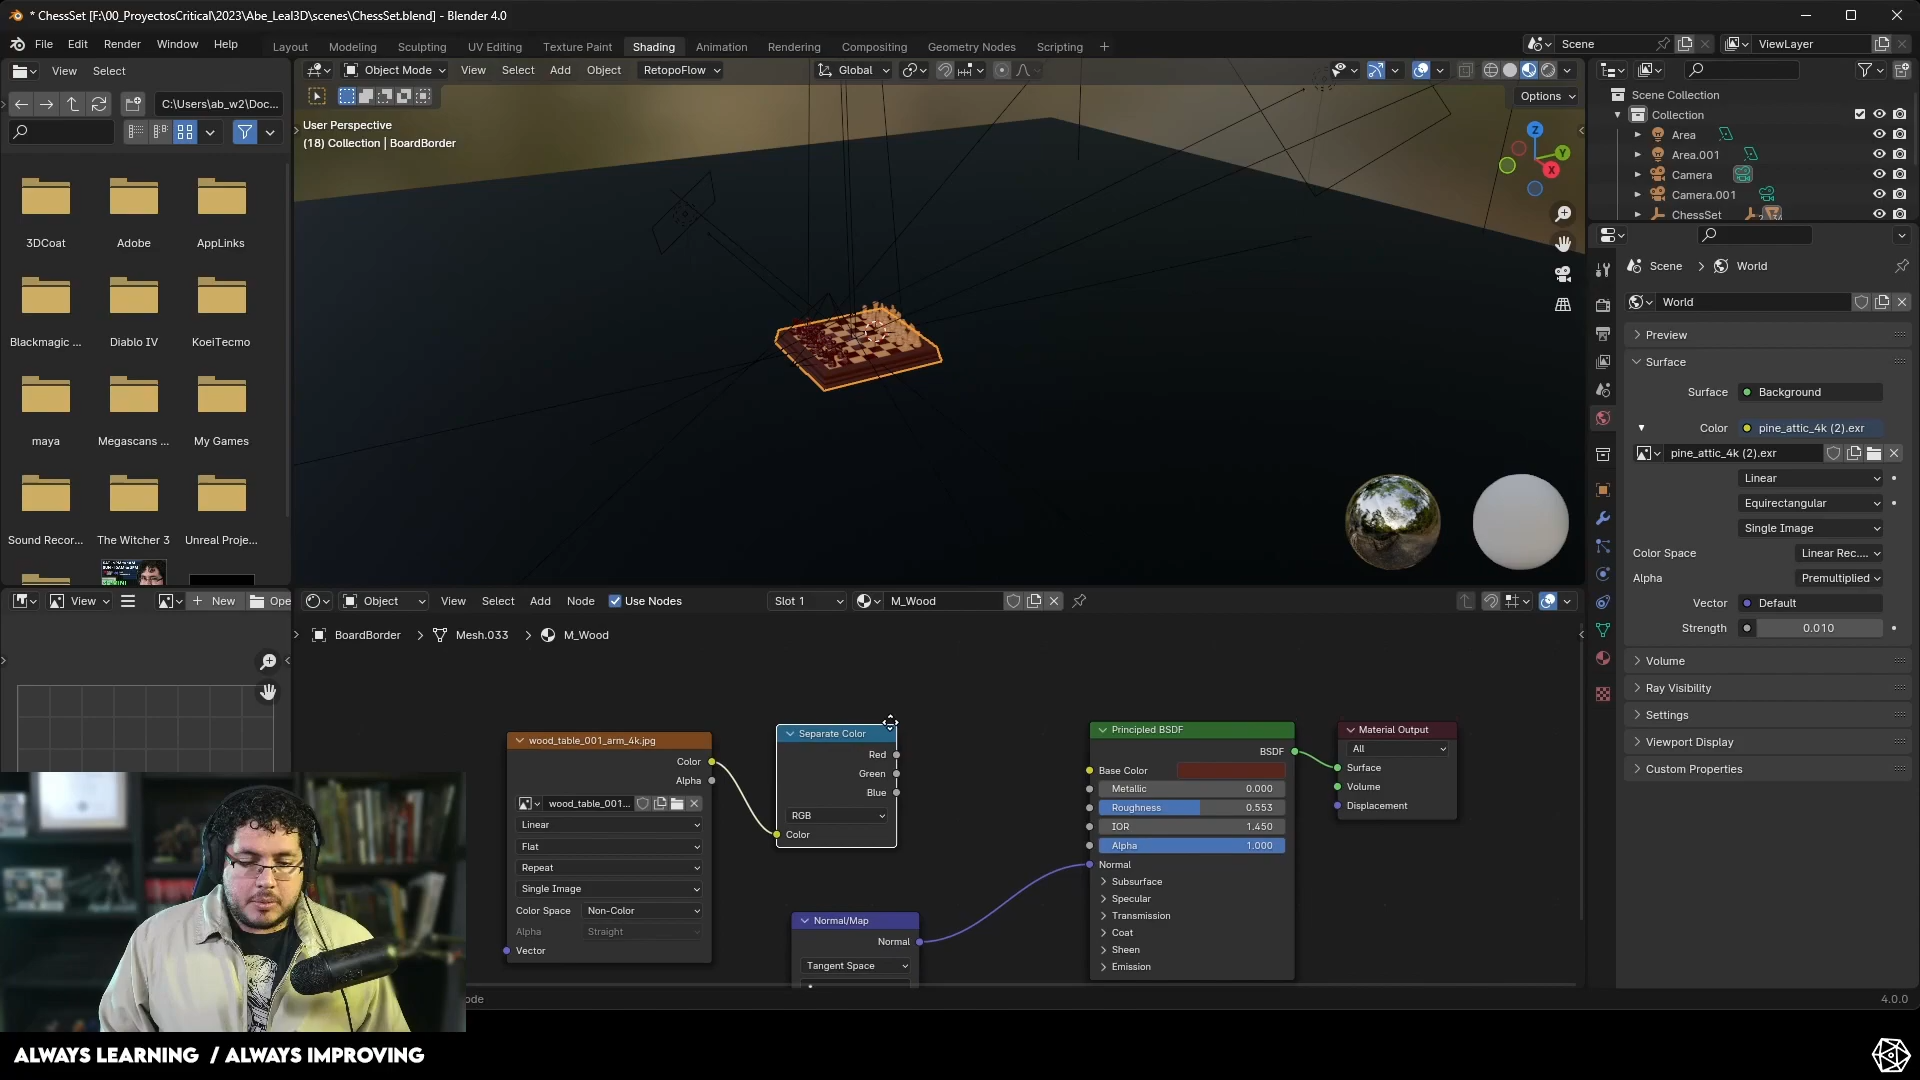 * ChessSet [F:\00_ProyectosCritical\2023\Abe_Leal3D\scenes\ChessSet.blend] - Blender 4.0
File Edit Render Window Help
Layout Modeling Sculpting UV Editing Texture Paint Shading Animation Rendering Compositing Geometry Nodes Scripting +
Scene
ViewLayer
View Select
Object Mode View Select Add Object RetopoFlow
Global
C:\Users\ab_w2\Doc...
Options
User Perspective
(18) Collection | BoardBorder
Z
Y
X
3DCoat Adobe AppLinks
Blackmagic ... Diablo IV KoeiTecmo
maya Megascans ... My Games
Sound Recor... The Witcher 3 Unreal Proje...
Scene Collection
Collection
Area
Area.001
Camera
Camera.001
ChessSet
Scene > World
World
Preview
Surface
Surface Background
Color pine_attic_4k (2).exr
pine_attic_4k (2).exr
Linear
Equirectangular
Single Image
Color Space Linear Rec....
Alpha Premultiplied
Vector Default
Strength 0.010
Volume
Ray Visibility
Settings
Viewport Display
Custom Properties
View + New Ope
Object View Select Add Node Use Nodes Slot 1 M_Wood
BoardBorder > Mesh.033 > M_Wood
wood_table_001_arm_4k.jpg
Color
Alpha
wood_table_001...
Linear
Flat
Repeat
Single Image
Color Space Non-Color
Alpha Straight
Vector
Separate Color
Red
Green
Blue
RGB
Color
Normal/Map
Normal
Tangent Space
Principled BSDF
BSDF
Base Color
Metallic 0.000
Roughness 0.553
IOR 1.450
Alpha 1.000
Normal
Subsurface
Specular
Transmission
Coat
Sheen
Emission
Material Output
All
Surface
Volume
Displacement
ode
4.0.0
ALWAYS LEARNING / ALWAYS IMPROVING